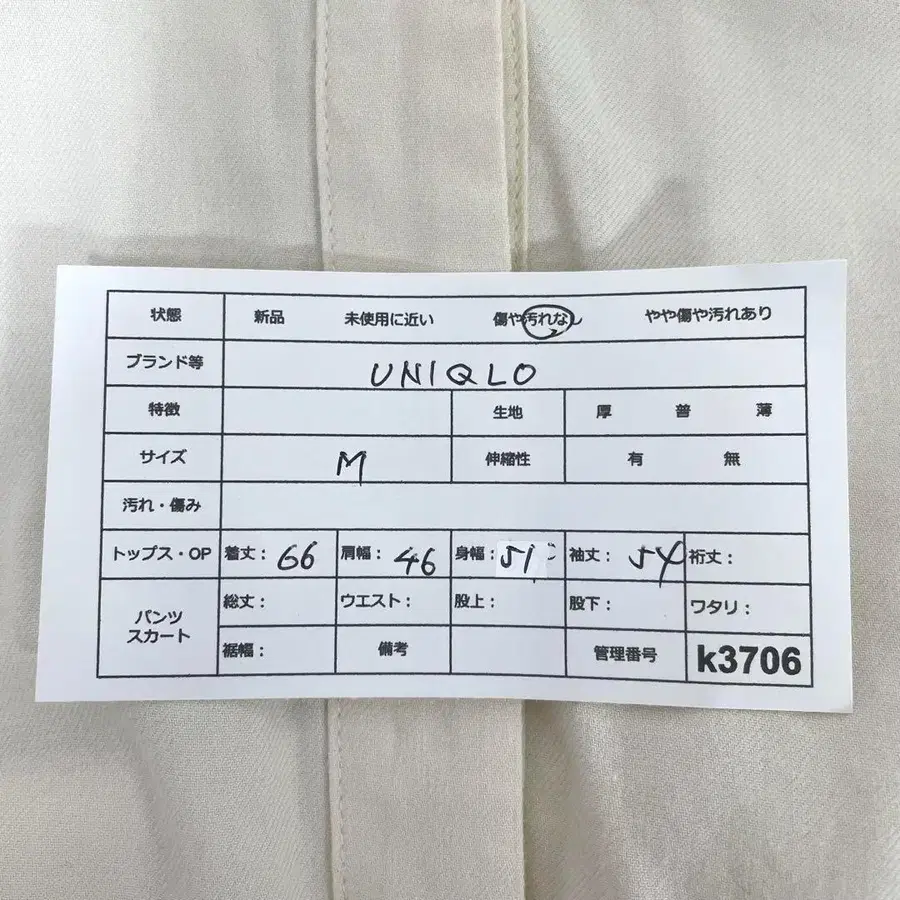 状態 新品 未使用に近い 傷や汚れなし やや傷や汚れあり
ブランド等 UNIQLO
特徴 生地 厚 普 薄
サイズ M 伸縮性 有 無
汚れ・傷み
トップス・OP 着丈: 66 肩幅: 46 身幅: 51 袖丈: 54 裄丈:
パンツ
スカート
総丈: ウエスト: 股上: 股下: ワタリ:
裾幅: 備考 管理番号 k3706